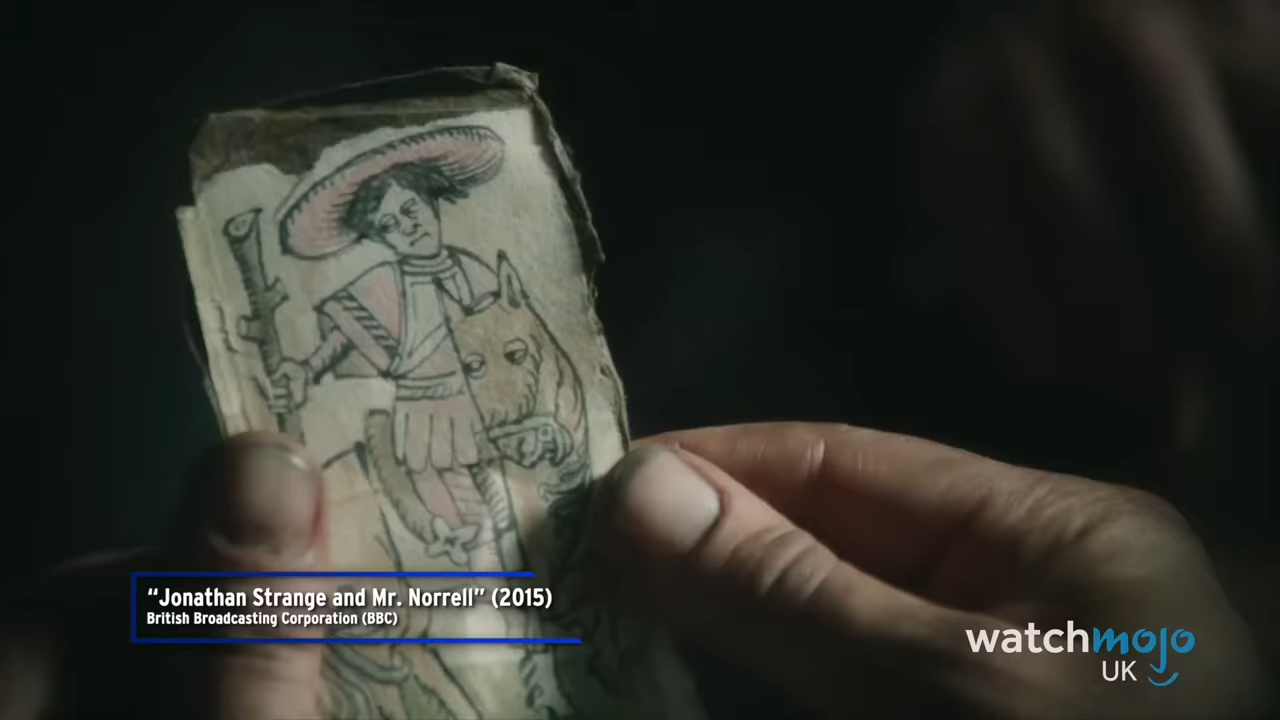 “Jonathan Strange and Mr. Norrell” (2015)
British Broadcasting Corporation (BBC)
watchmojo
UK